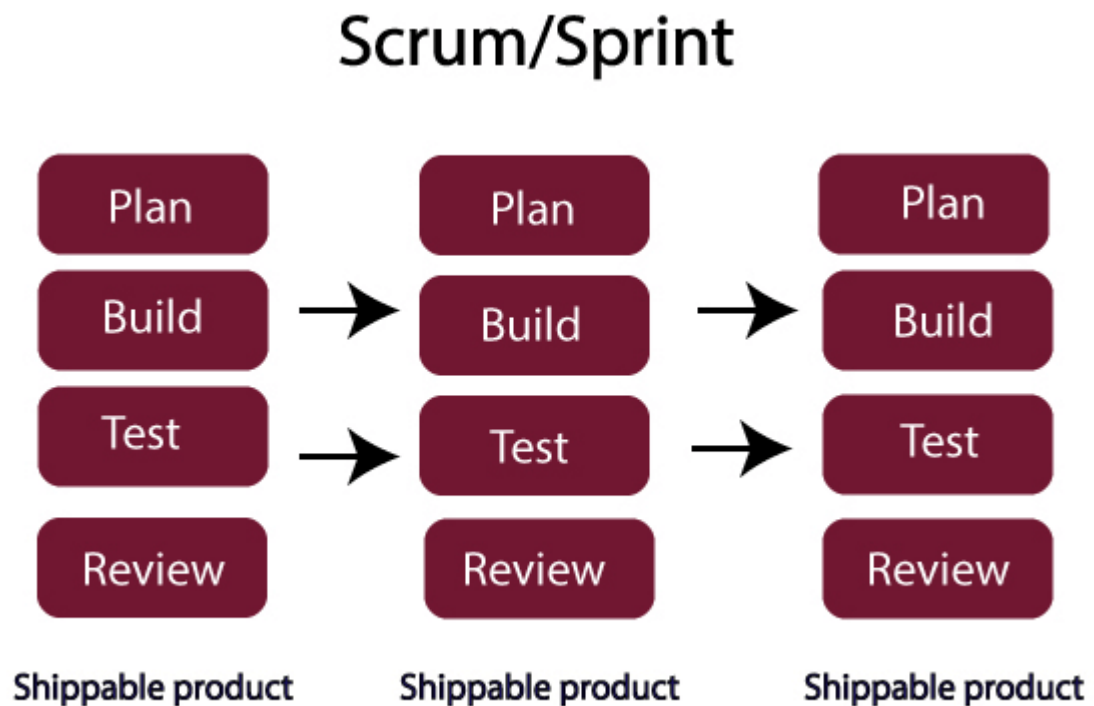 Scrum/Sprint
Plan
Build
Test
Review
Shippable product
Plan
Build
Test
Review
Shippable product
Plan
Build
Test
Review
Shippable product